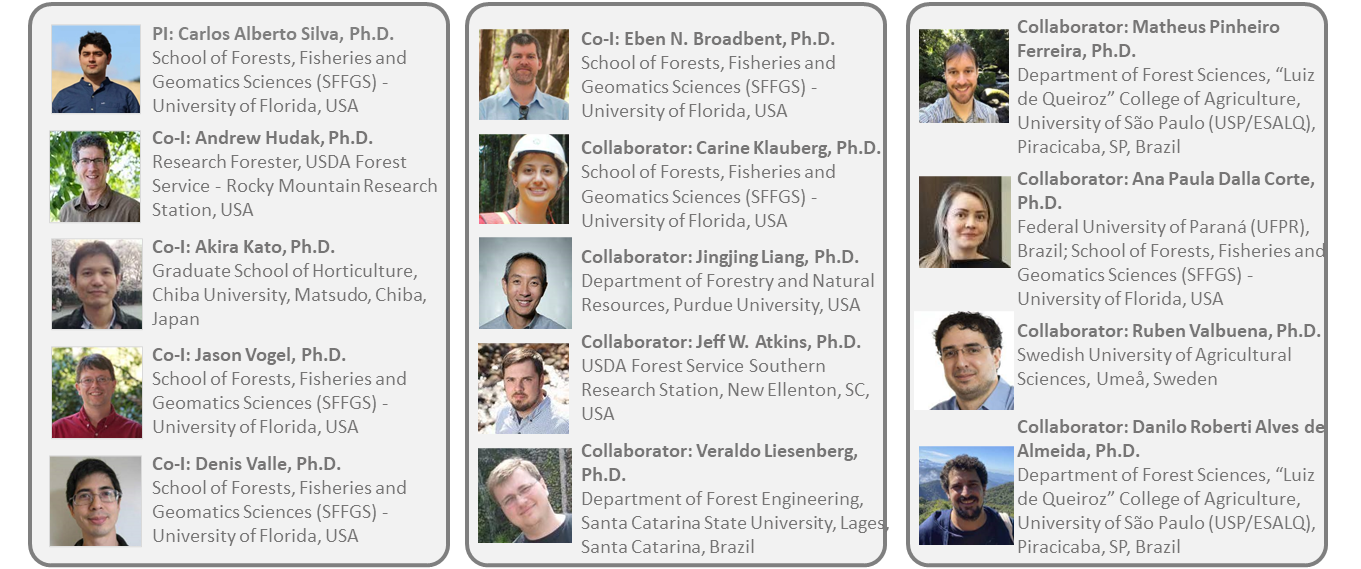 PI: Carlos Alberto Silva, Ph.D.
School of Forests, Fisheries and
Geomatics Sciences (SFFGS) -
University of Florida, USA
Co-I: Andrew Hudak, Ph.D.
Research Forester, USDA Forest
Service - Rocky Mountain Research
Station, USA
Co-I: Akira Kato, Ph.D.
Graduate School of Horticulture,
Chiba University, Matsudo, Chiba,
Japan
Co-I: Jason Vogel, Ph.D.
School of Forests, Fisheries and
Geomatics Sciences (SFFGS) -
University of Florida, USA
Co-I: Denis Valle, Ph.D.
School of Forests, Fisheries and
Geomatics Sciences (SFFGS) -
University of Florida, USA
Co-I: Eben N. Broadbent, Ph.D.
School of Forests, Fisheries and
Geomatics Sciences (SFFGS) -
University of Florida, USA
Collaborator: Carine Klauberg, Ph.D.
School of Forests, Fisheries and
Geomatics Sciences (SFFGS) -
University of Florida, USA
Collaborator: Jingjing Liang, Ph.D.
Department of Forestry and Natural
Resources, Purdue University, USA
Collaborator: Jeff W. Atkins, Ph.D.
USDA Forest Service Southern
Research Station, New Ellenton, SC,
USA
Collaborator: Veraldo Liesenberg,
Ph.D.
Department of Forest Engineering,
Santa Catarina State University, Lages,
Santa Catarina, Brazil
Collaborator: Matheus Pinheiro
Ferreira, Ph.D.
Department of Forest Sciences, “Luiz
de Queiroz” College of Agriculture,
University of São Paulo (USP/ESALQ),
Piracicaba, SP, Brazil
Collaborator: Ana Paula Dalla Corte,
Ph.D.
Federal University of Paraná (UFPR),
Brazil; School of Forests, Fisheries and
Geomatics Sciences (SFFGS) -
University of Florida, USA
Collaborator: Ruben Valbuena, Ph.D.
Swedish University of Agricultural
Sciences, Umeå, Sweden
Collaborator: Danilo Roberti Alves de
Almeida, Ph.D.
Department of Forest Sciences, “Luiz
de Queiroz” College of Agriculture,
University of São Paulo (USP/ESALQ),
Piracicaba, SP, Brazil